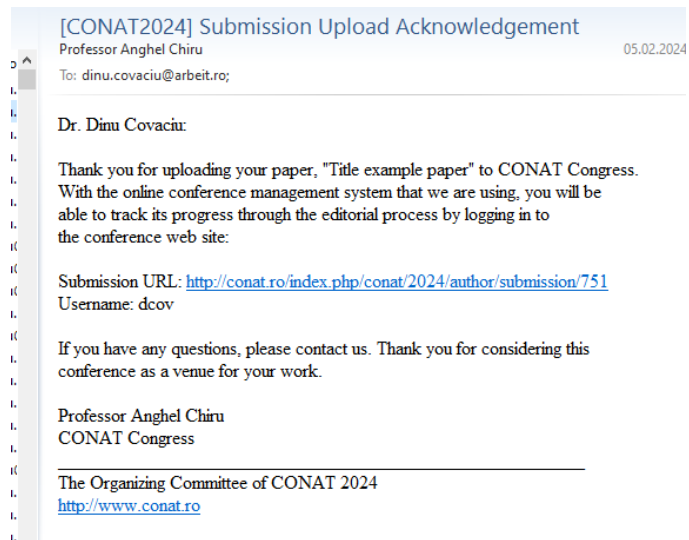 [CONAT2024] Submission Upload Acknowledgement
Professor Anghel Chiru 05.02.2024
To: dinu.covaciu@arbeit.ro;
Dr. Dinu Covaciu:
Thank you for uploading your paper, "Title example paper" to CONAT Congress.
With the online conference management system that we are using, you will be
able to track its progress through the editorial process by logging in to
the conference web site:
Submission URL: http://conat.ro/index.php/conat/2024/author/submission/751
Username: dcov
If you have any questions, please contact us. Thank you for considering this
conference as a venue for your work.
Professor Anghel Chiru
CONAT Congress
The Organizing Committee of CONAT 2024
http://www.conat.ro